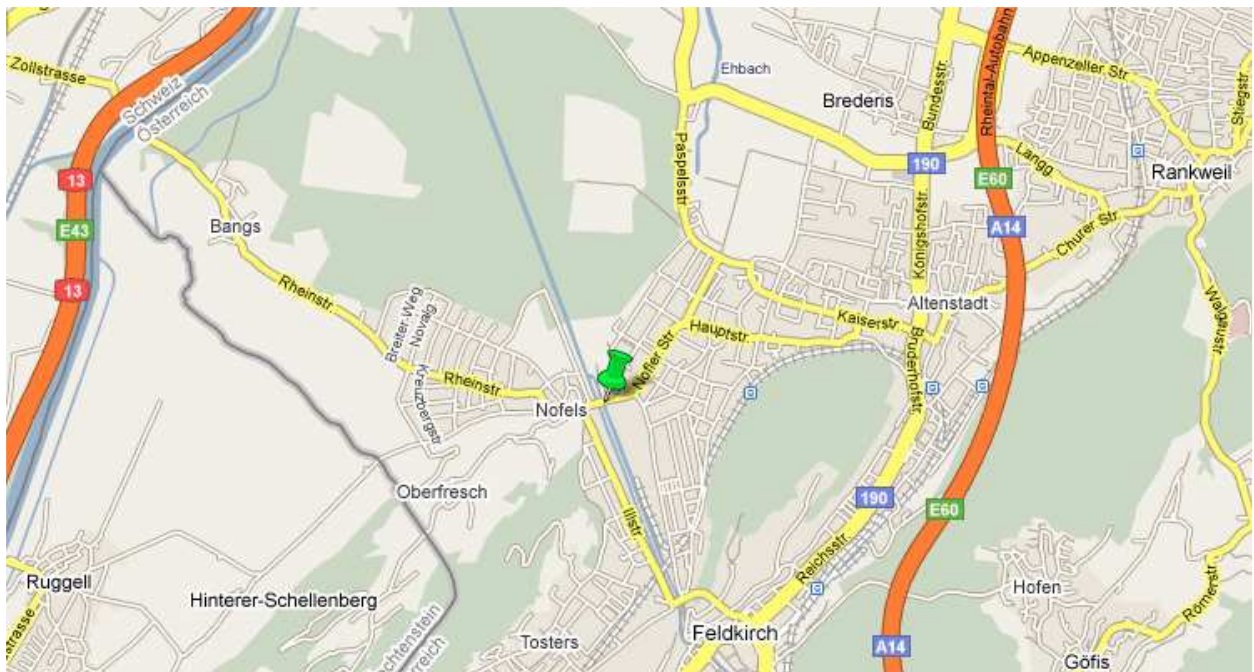 Zollstrasse
Schweiz
Österreich
13
E43
13
Bangs
Rheinstr.
Breiter-Weg
Novalg.
Kreuzbergstr
Rheinstr.
Nofels
Oberfresch
Illstr.
Ruggell
Hinterer-Schellenberg
Tosters
Feldkirch
Ehbach
Brederis
Paspelsstr
Bundesstr.
190
Königshofstr.
Rheintal-Autobahn
E60
A14
Appenzeller Str
Stiegstr
Langg
Rankweil
Churer Str
Altenstadt
Kaiserstr.
Hauptstr.
Nofler Str
Bruderhofstr.
190
Reichsstr.
E60
A14
Waldgaustr.
Hofen
Römerstr.
Göfis